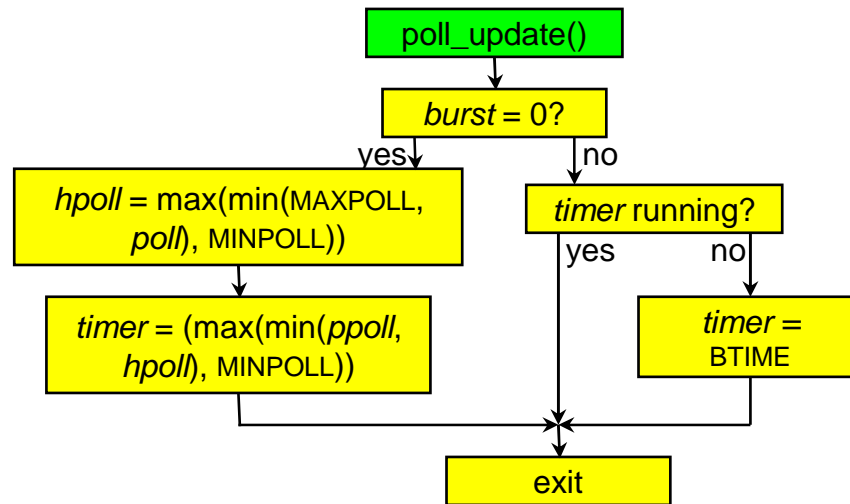 poll_update()
burst = 0?
yes
no
hpoll = max(min(MAXPOLL,
poll), MINPOLL))
timer running?
yes
no
timer = (max(min(ppoll,
hpoll), MINPOLL))
timer =
BTIME
exit